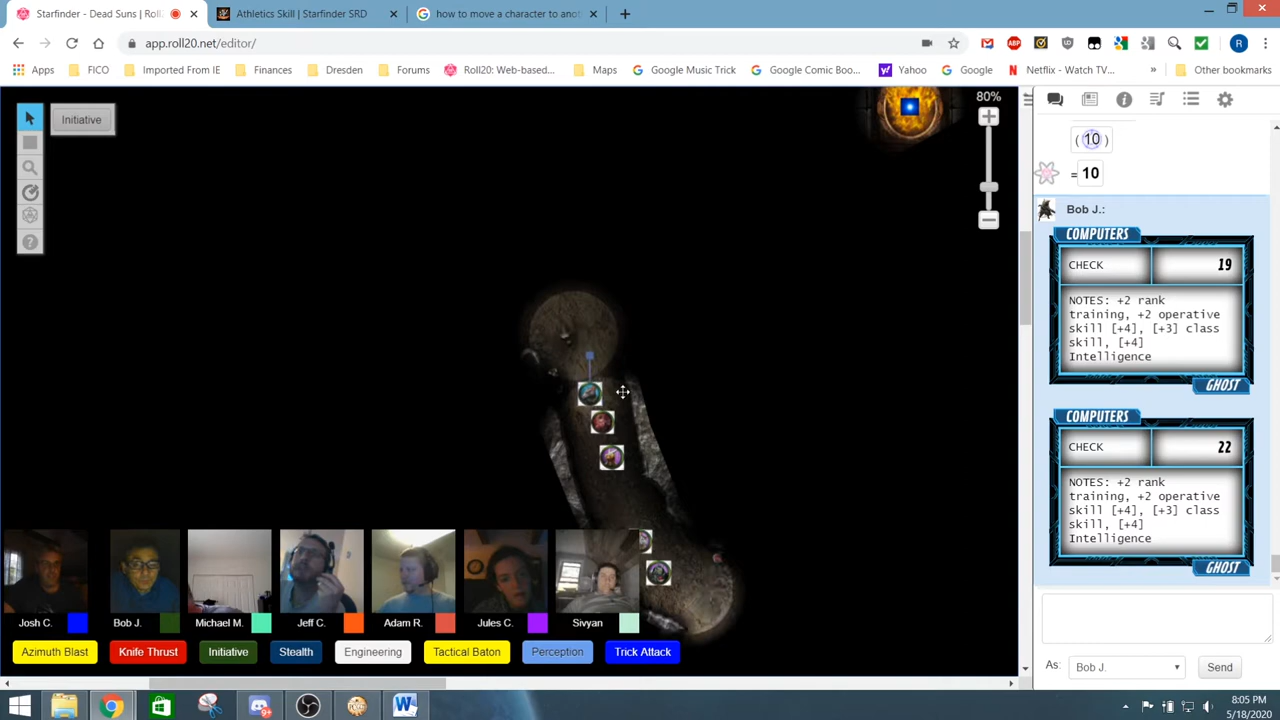 Starfinder - Dead Suns | Roll
Athletics Skill | Starfinder SRD
how to move a character to anot
app.roll20.net/editor/
R
Apps
FICO
Imported From IE
Finances
Dresden
Forums
Roll20: Web-based...
Maps
Google Music Trick
Google Comic Boo...
Yahoo
Google
Netflix - Watch TV...
»
Other bookmarks
Initiative
80%
(10)
=10
Bob J.:
COMPUTERS
CHECK 19
NOTES: +2 rank
training, +2 operative
skill [+4], [+3] class
skill, [+4]
Intelligence
GHOST
COMPUTERS
CHECK 22
NOTES: +2 rank
training, +2 operative
skill [+4], [+3] class
skill, [+4]
Intelligence
GHOST
Josh C.
Bob J.
Michael M.
Jeff C.
Adam R.
Jules C.
Sivyan
Azimuth Blast
Knife Thrust
Initiative
Stealth
Engineering
Tactical Baton
Perception
Trick Attack
As: Bob J. Send
8:05 PM
5/18/2020